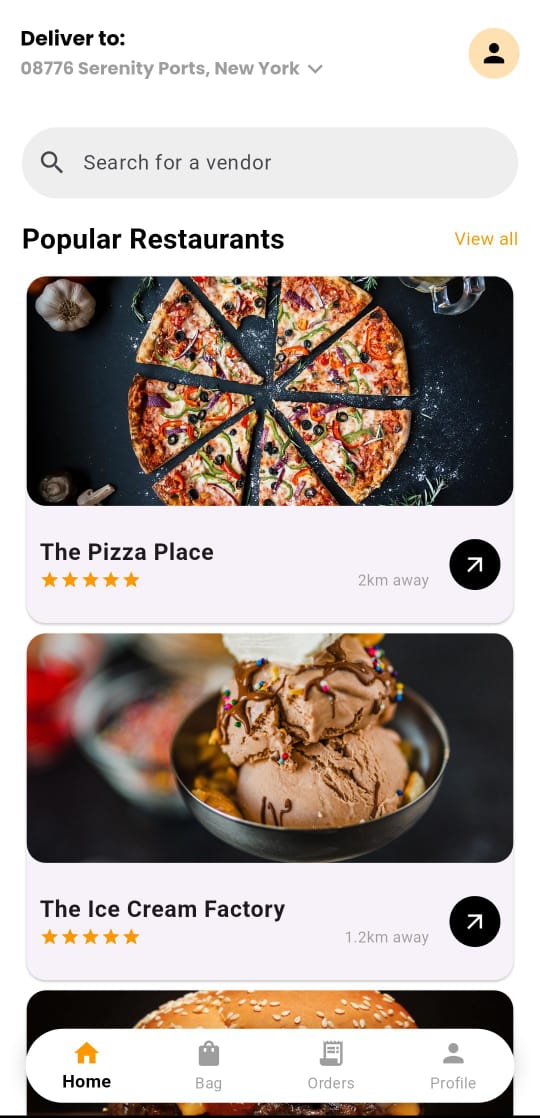 Deliver to:
08776 Serenity Ports, New York
Search for a vendor
Popular Restaurants
View all
The Pizza Place
2km away
The Ice Cream Factory
1.2km away
Home
Bag
Orders
Profile